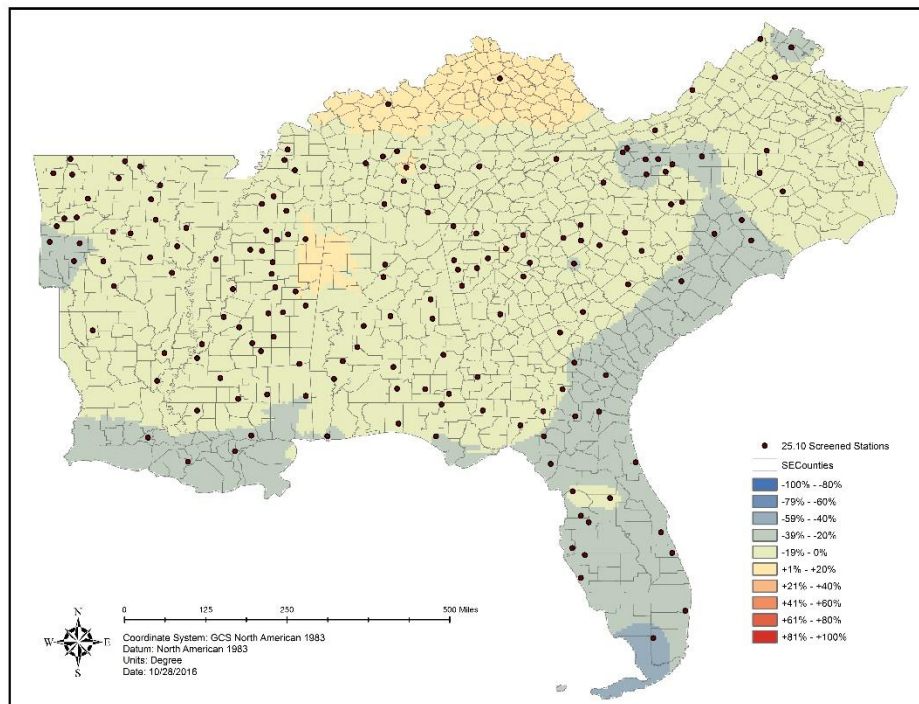 25.10 Screened Stations
SECounties
-100% - -80%
-79% - -60%
-59% - -40%
-39% - -20%
-19% - 0%
+1% - +20%
+21% - +40%
+41% - +60%
+61% - +80%
+81% - +100%
0 125 250 500 Miles
N
W E
S
Coordinate System: GCS North American 1983
Datum: North American 1983
Units: Degree
Date: 10/28/2016